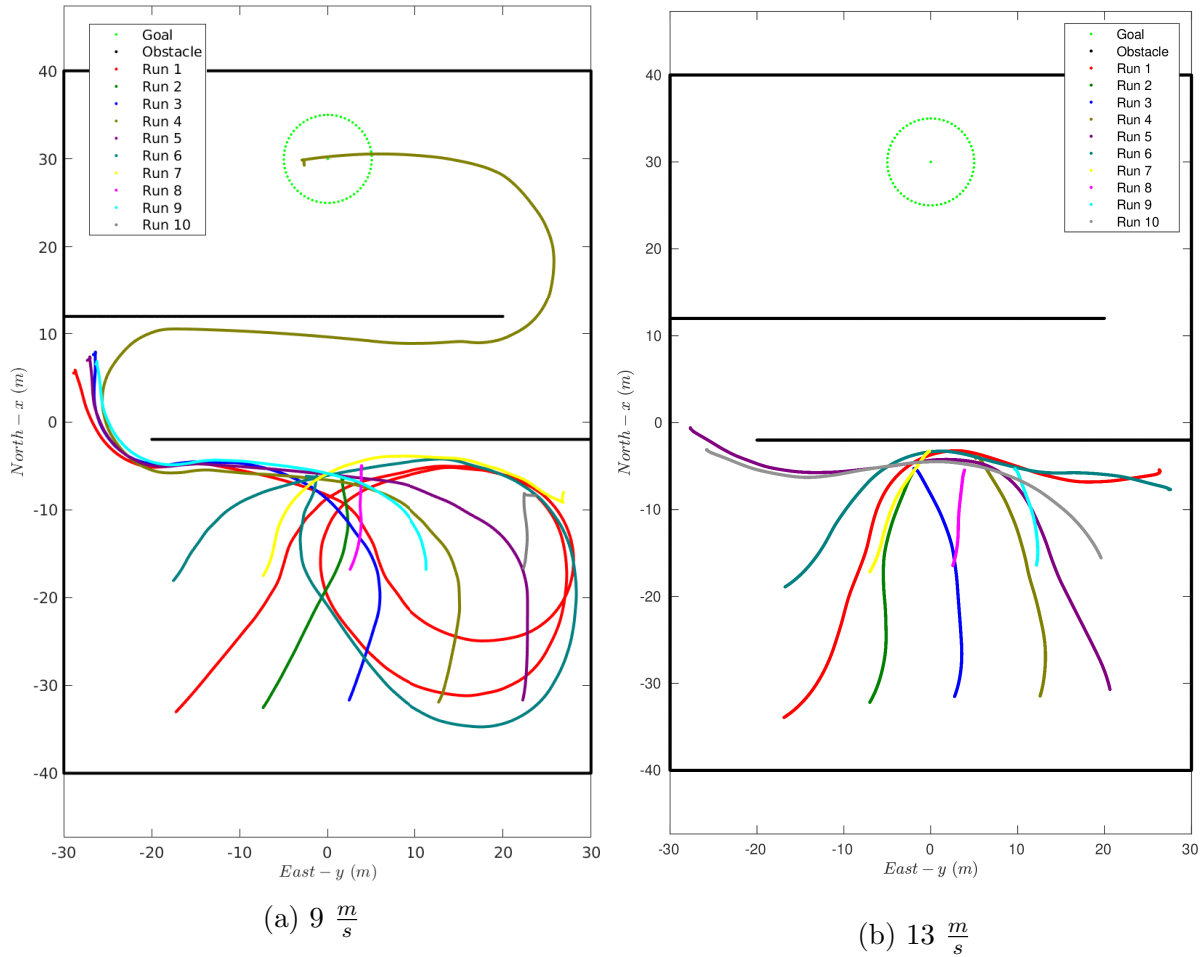 Goal
Obstacle
Run 1
Run 2
Run 3
Run 4
Run 5
Run 6
Run 7
Run 8
Run 9
Run 10
40
30
20
10
0
-10
-20
-30
-40
North − x (m)
-30 -20 -10 0 10 20 30
East − y (m)
(a) 9 m/s
Goal
Obstacle
Run 1
Run 2
Run 3
Run 4
Run 5
Run 6
Run 7
Run 8
Run 9
Run 10
40
30
20
10
0
-10
-20
-30
-40
North − x (m)
-30 -20 -10 0 10 20 30
East − y (m)
(b) 13 m/s